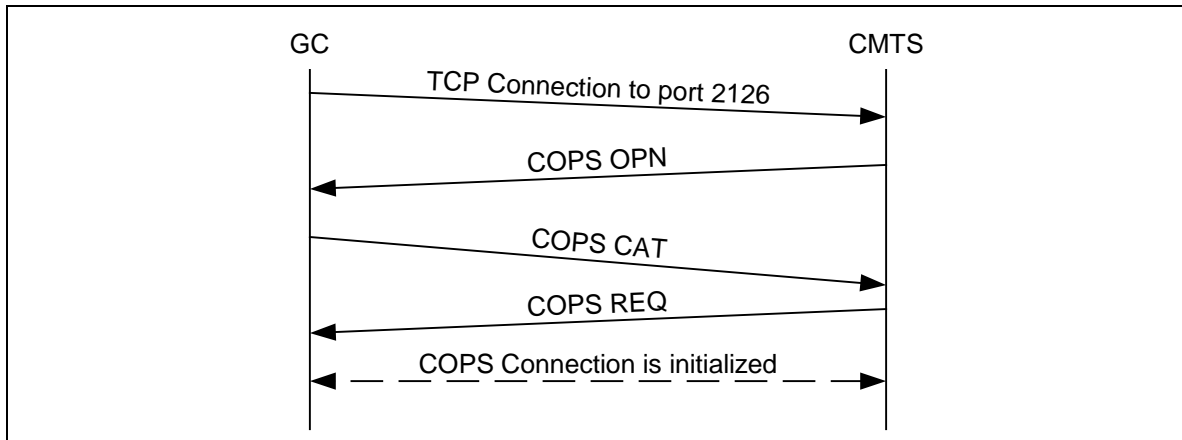 GC CMTS
TCP Connection to port 2126
COPS OPN
COPS CAT
COPS REQ
COPS Connection is initialized